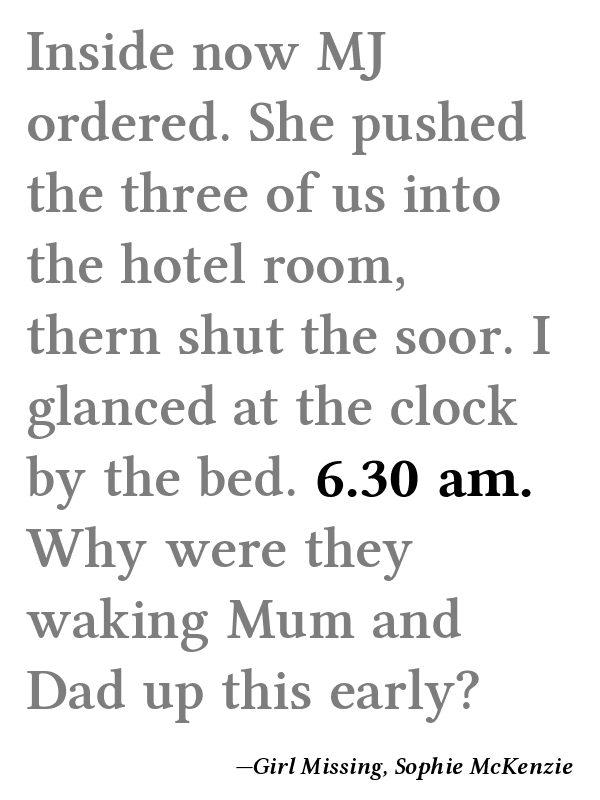 Inside now MJ
ordered. She pushed
the three of us into
the hotel room,
thern shut the soor. I
glanced at the clock
by the bed. 6.30 am.
Why were they
waking Mum and
Dad up this early?
—Girl Missing, Sophie McKenzie